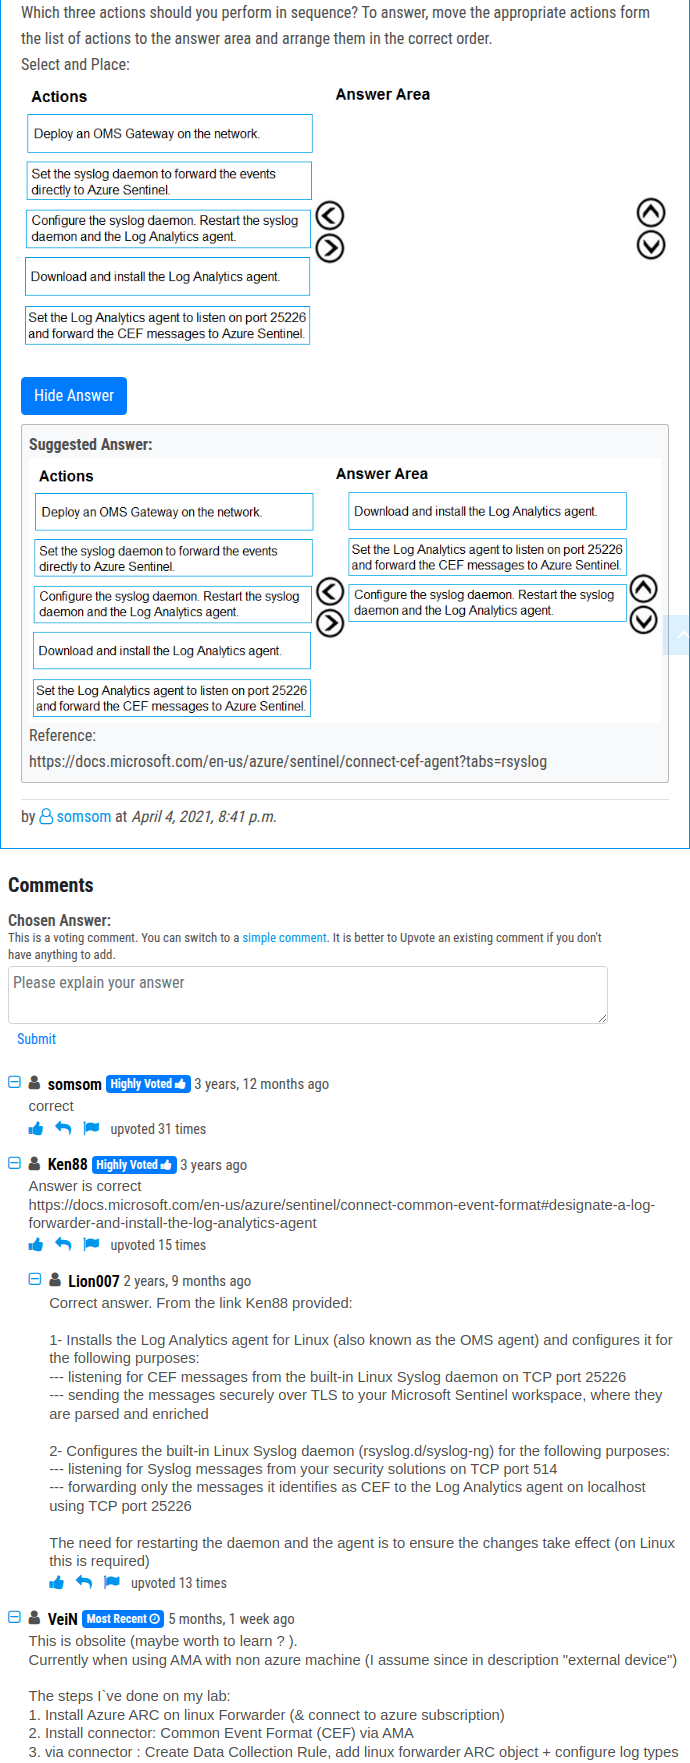 Which three actions should you perform in sequence? To answer, move the appropriate actions form
the list of actions to the answer area and arrange them in the correct order.
Select and Place:
Actions
Answer Area
Deploy an OMS Gateway on the network.
Set the syslog daemon to forward the events
directly to Azure Sentinel.
Configure the syslog daemon. Restart the syslog
daemon and the Log Analytics agent.
Download and install the Log Analytics agent.
Set the Log Analytics agent to listen on port 25226
and forward the CEF messages to Azure Sentinel.
Hide Answer
Suggested Answer:
Actions
Answer Area
Deploy an OMS Gateway on the network.
Set the syslog daemon to forward the events
directly to Azure Sentinel.
Configure the syslog daemon. Restart the syslog
daemon and the Log Analytics agent.
Download and install the Log Analytics agent.
Set the Log Analytics agent to listen on port 25226
and forward the CEF messages to Azure Sentinel.
Download and install the Log Analytics agent.
Set the Log Analytics agent to listen on port 25226
and forward the CEF messages to Azure Sentinel.
Configure the syslog daemon. Restart the syslog
daemon and the Log Analytics agent.
Reference:
https://docs.microsoft.com/en-us/azure/sentinel/connect-cef-agent?tabs=rsyslog
by somsom at April 4, 2021, 8:41 p.m.
Comments
Chosen Answer:
This is a voting comment. You can switch to a simple comment. It is better to Upvote an existing comment if you don't
have anything to add.
Please explain your answer
Submit
somsom Highly Voted 3 years, 12 months ago
correct
upvoted 31 times
Ken88 Highly Voted 3 years ago
Answer is correct
https://docs.microsoft.com/en-us/azure/sentinel/connect-common-event-format#designate-a-log-
forwarder-and-install-the-log-analytics-agent
upvoted 15 times
Lion007 2 years, 9 months ago
Correct answer. From the link Ken88 provided:
1- Installs the Log Analytics agent for Linux (also known as the OMS agent) and configures it for
the following purposes:
--- listening for CEF messages from the built-in Linux Syslog daemon on TCP port 25226
--- sending the messages securely over TLS to your Microsoft Sentinel workspace, where they
are parsed and enriched
2- Configures the built-in Linux Syslog daemon (rsyslog.d/syslog-ng) for the following purposes:
--- listening for Syslog messages from your security solutions on TCP port 514
--- forwarding only the messages it identifies as CEF to the Log Analytics agent on localhost
using TCP port 25226
The need for restarting the daemon and the agent is to ensure the changes take effect (on Linux
this is required)
upvoted 13 times
VeiN Most Recent 5 months, 1 week ago
This is obsolite (maybe worth to learn ? ).
Currently when using AMA with non azure machine (I assume since in description "external device")
The steps I`ve done on my lab:
1. Install Azure ARC on linux Forwarder (& connect to azure subscription)
2. Install connector: Common Event Format (CEF) via AMA
3. via connector : Create Data Collection Rule, add linux forwarder ARC object + configure log types